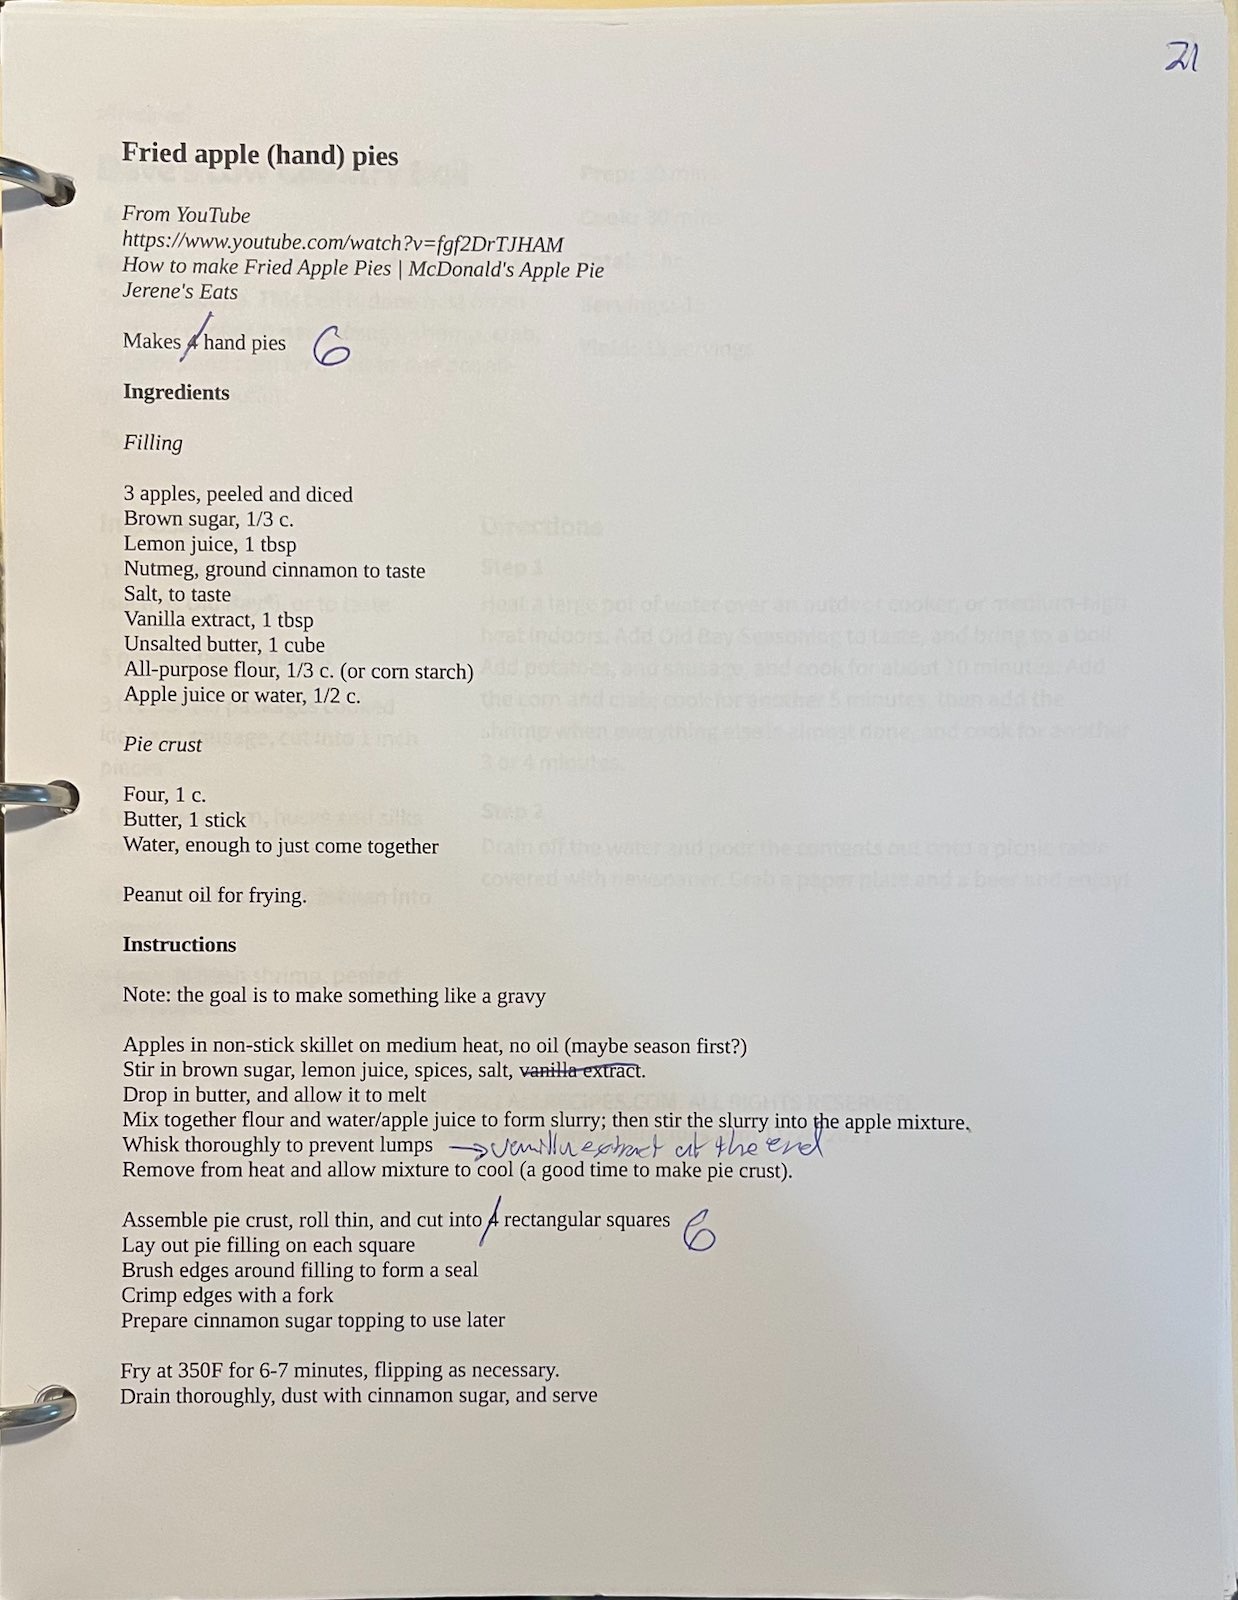 21
Fried apple (hand) pies
From YouTube
https://www.youtube.com/watch?v=fgf2DrTJHAM
How to make Fried Apple Pies | McDonald's Apple Pie
Jerene's Eats
Makes 4 hand pies 6
Ingredients
Filling
3 apples, peeled and diced
Brown sugar, 1/3 c.
Lemon juice, 1 tbsp
Nutmeg, ground cinnamon to taste
Salt, to taste
Vanilla extract, 1 tbsp
Unsalted butter, 1 cube
All-purpose flour, 1/3 c. (or corn starch)
Apple juice or water, 1/2 c.
Pie crust
Four, 1 c.
Butter, 1 stick
Water, enough to just come together
Peanut oil for frying.
Instructions
Note: the goal is to make something like a gravy
Apples in non-stick skillet on medium heat, no oil (maybe season first?)
Stir in brown sugar, lemon juice, spices, salt, vanilla extract.
Drop in butter, and allow it to melt
Mix together flour and water/apple juice to form slurry; then stir the slurry into the apple mixture.
Whisk thoroughly to prevent lumps → vanilla extract at the end
Remove from heat and allow mixture to cool (a good time to make pie crust).
Assemble pie crust, roll thin, and cut into 4 rectangular squares 6
Lay out pie filling on each square
Brush edges around filling to form a seal
Crimp edges with a fork
Prepare cinnamon sugar topping to use later
Fry at 350F for 6-7 minutes, flipping as necessary.
Drain thoroughly, dust with cinnamon sugar, and serve